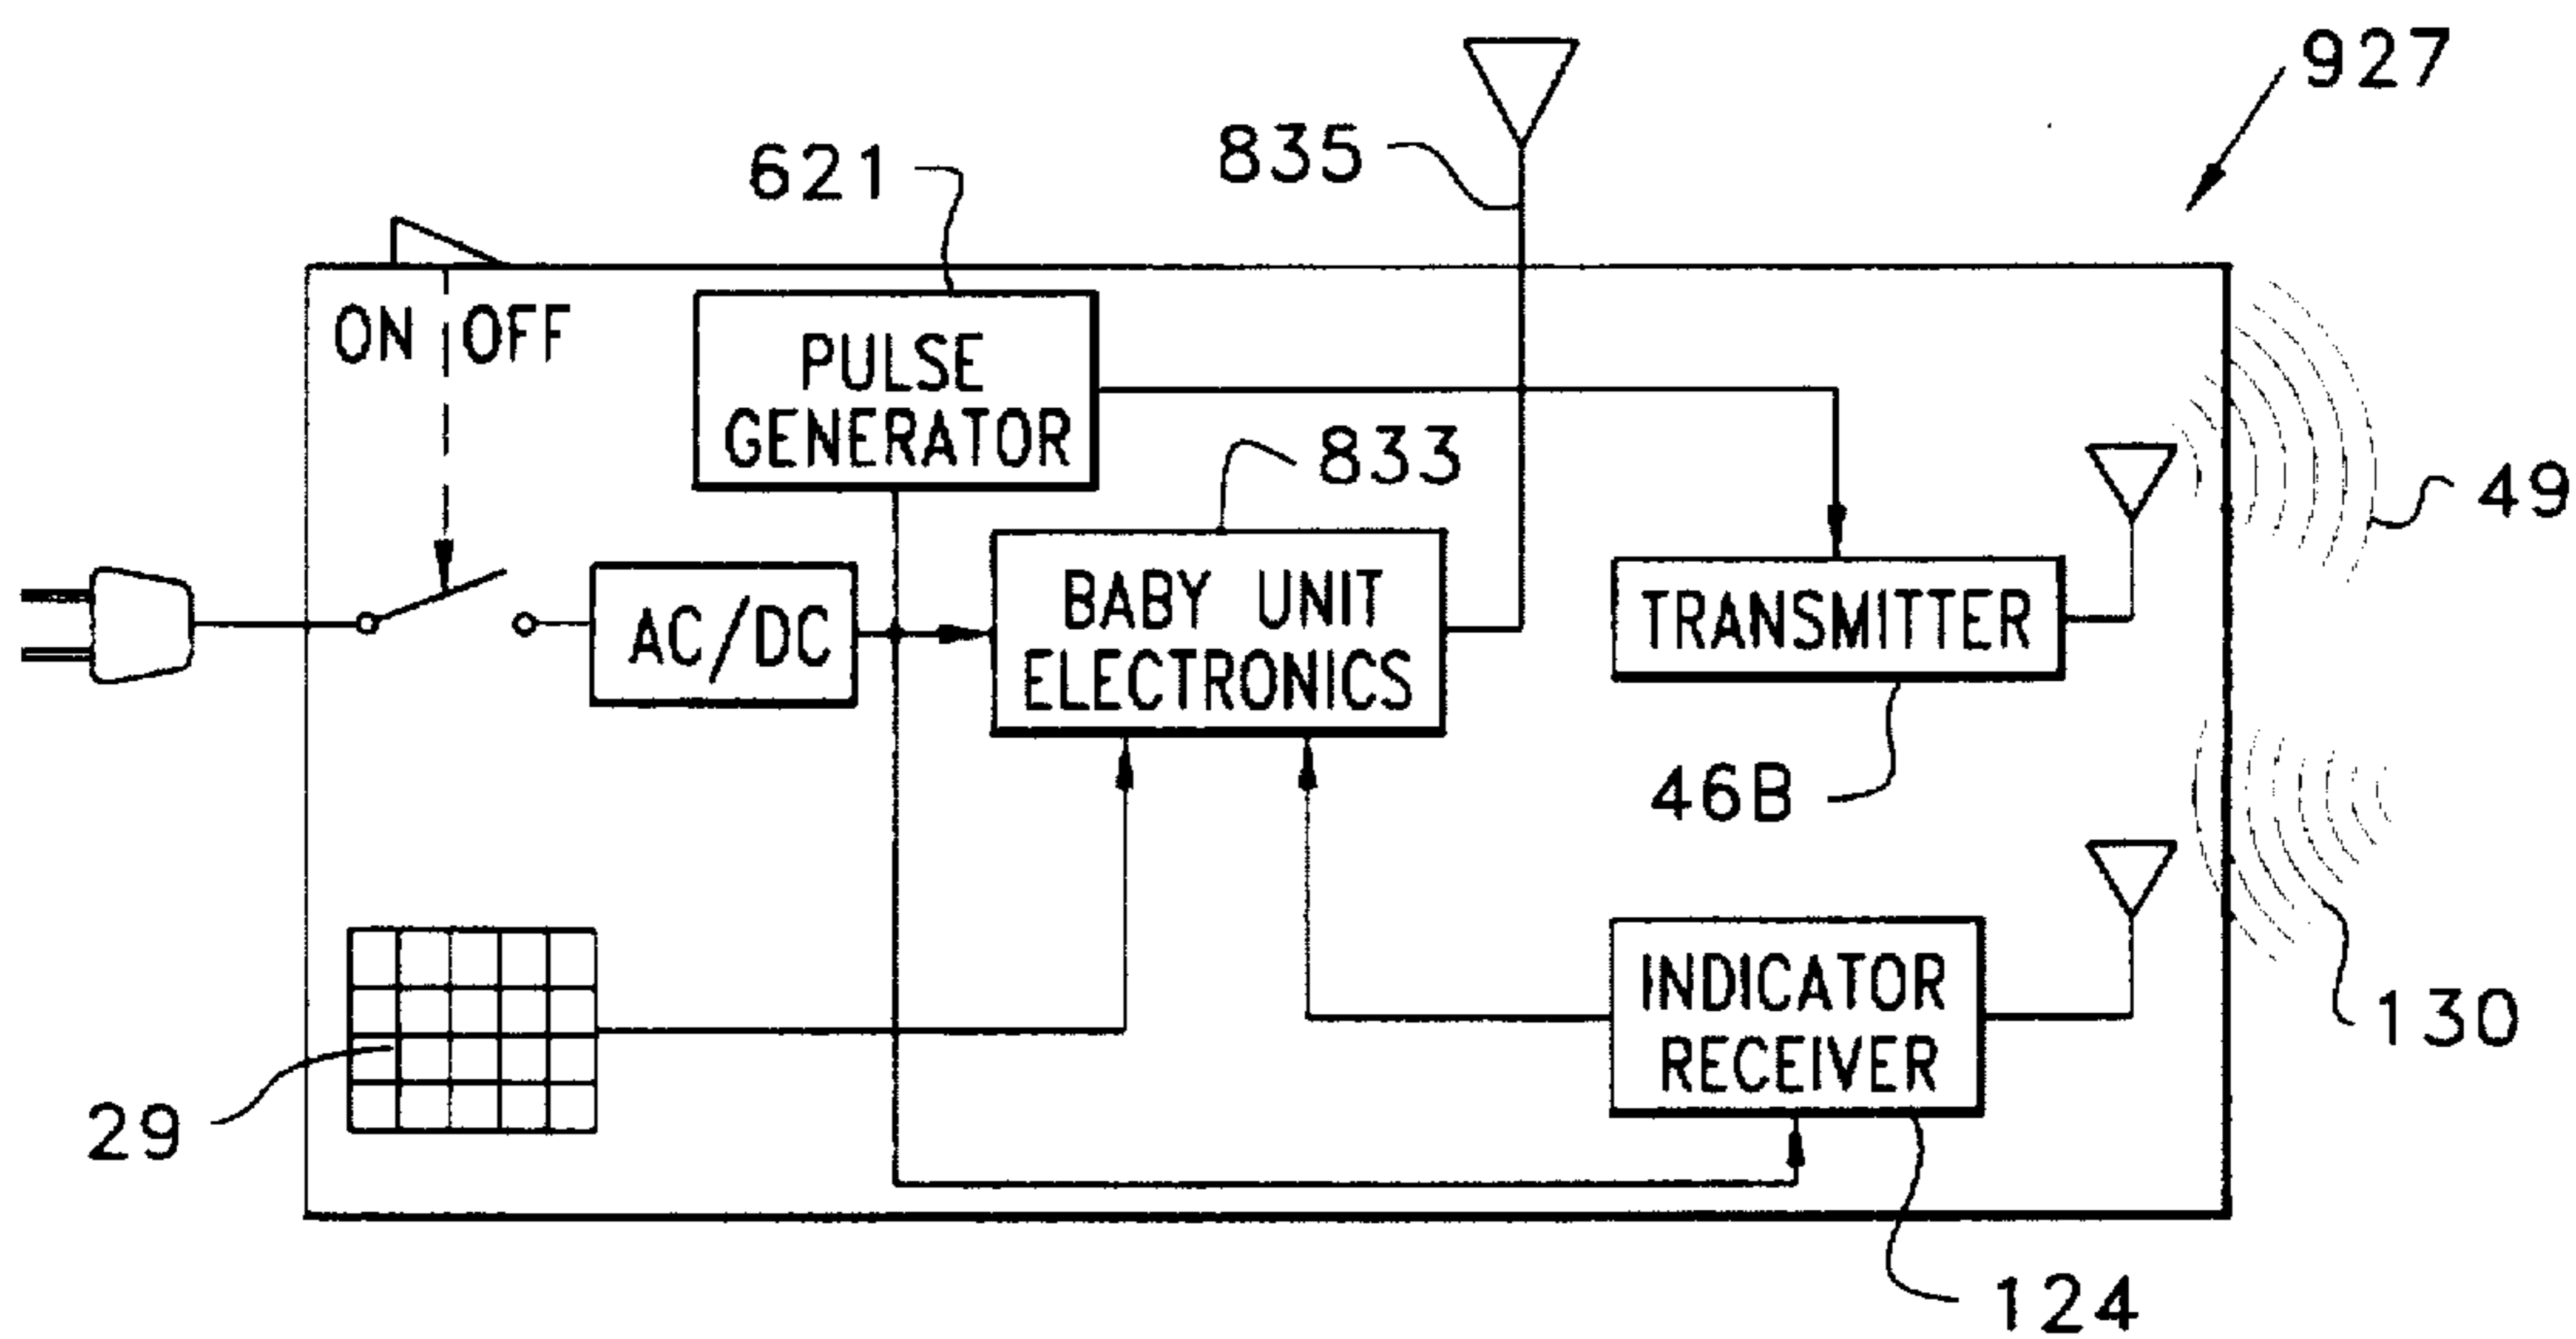 927
835
621
ON OFF
PULSE
GENERATOR
833
49
BABY UNIT
ELECTRONICS
TRANSMITTER
AC/DC
46B
INDICATOR
RECEIVER
130
29
124